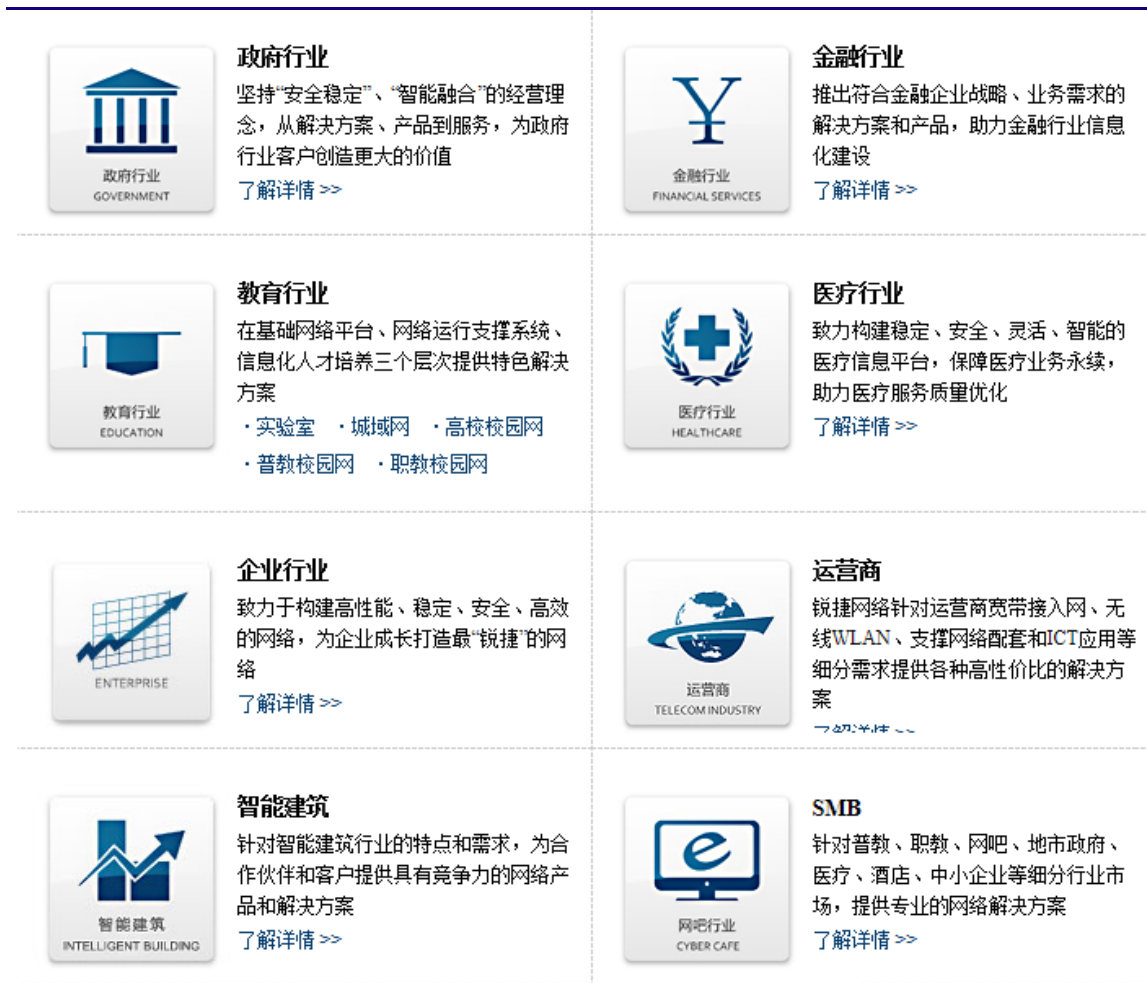 政府行业
坚持“安全稳定”、“智能融合”的经营理
念，从解决方案、产品到服务，为政府
行业客户创造更大的价值
了解详情 >>
政府行业
GOVERNMENT
金融行业
推出符合金融企业战略、业务需求的
解决方案和产品，助力金融行业信息
化建设
了解详情 >>
金融行业
FINANCIAL SERVICES
教育行业
在基础网络平台、网络运行支撑系统、
信息化人才培养三个层次提供特色解决
方案
·实验室 ·城域网 ·高校校园网
·普教校园网 ·职教校园网
教育行业
EDUCATION
医疗行业
致力构建稳定、安全、灵活、智能的
医疗信息平台，保障医疗业务永续，
助力医疗服务质量优化
了解详情 >>
医疗行业
HEALTHCARE
企业行业
致力于构建高性能、稳定、安全、高效
的网络，为企业成长打造最“锐捷”的网
络
了解详情 >>
ENTERPRISE
运营商
锐捷网络针对运营商宽带接入网、无
线WLAN、支撑网络配套和ICT应用等
细分需求提供各种高性价比的解决方
案
了解详情 >>
运营商
TELECOM INDUSTRY
智能建筑
针对智能建筑行业的特点和需求，为合
作伙伴和客户提供具有竞争力的网络产
品和解决方案
了解详情 >>
智能建筑
INTELLIGENT BUILDING
SMB
针对普教、职教、网吧、地市政府、
医疗、酒店、中小企业等细分行业市
场，提供专业的网络解决方案
了解详情 >>
网吧行业
CYBER CAFE